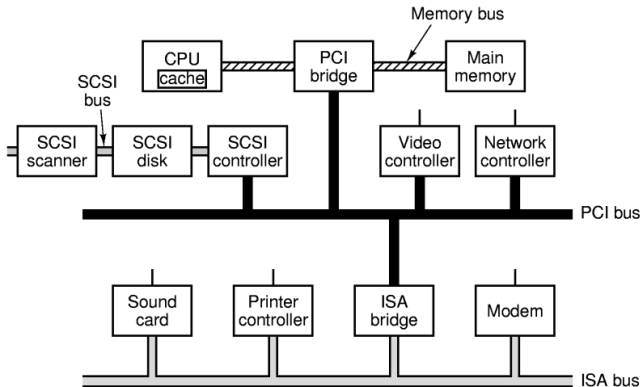 Memory bus
CPU
cache
PCI
bridge
Main
memory
SCSI
bus
SCSI
scanner
SCSI
disk
SCSI
controller
Video
controller
Network
controller
PCI bus
Sound
card
Printer
controller
ISA
bridge
Modem
ISA bus